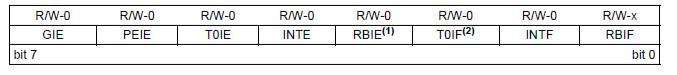 R/W-0 R/W-0 R/W-0 R/W-0 R/W-0 R/W-0 R/W-0 R/W-x
GIE PEIE T0IE INTE RBIE(1) T0IF(2) INTF RBIF
bit 7 bit 0